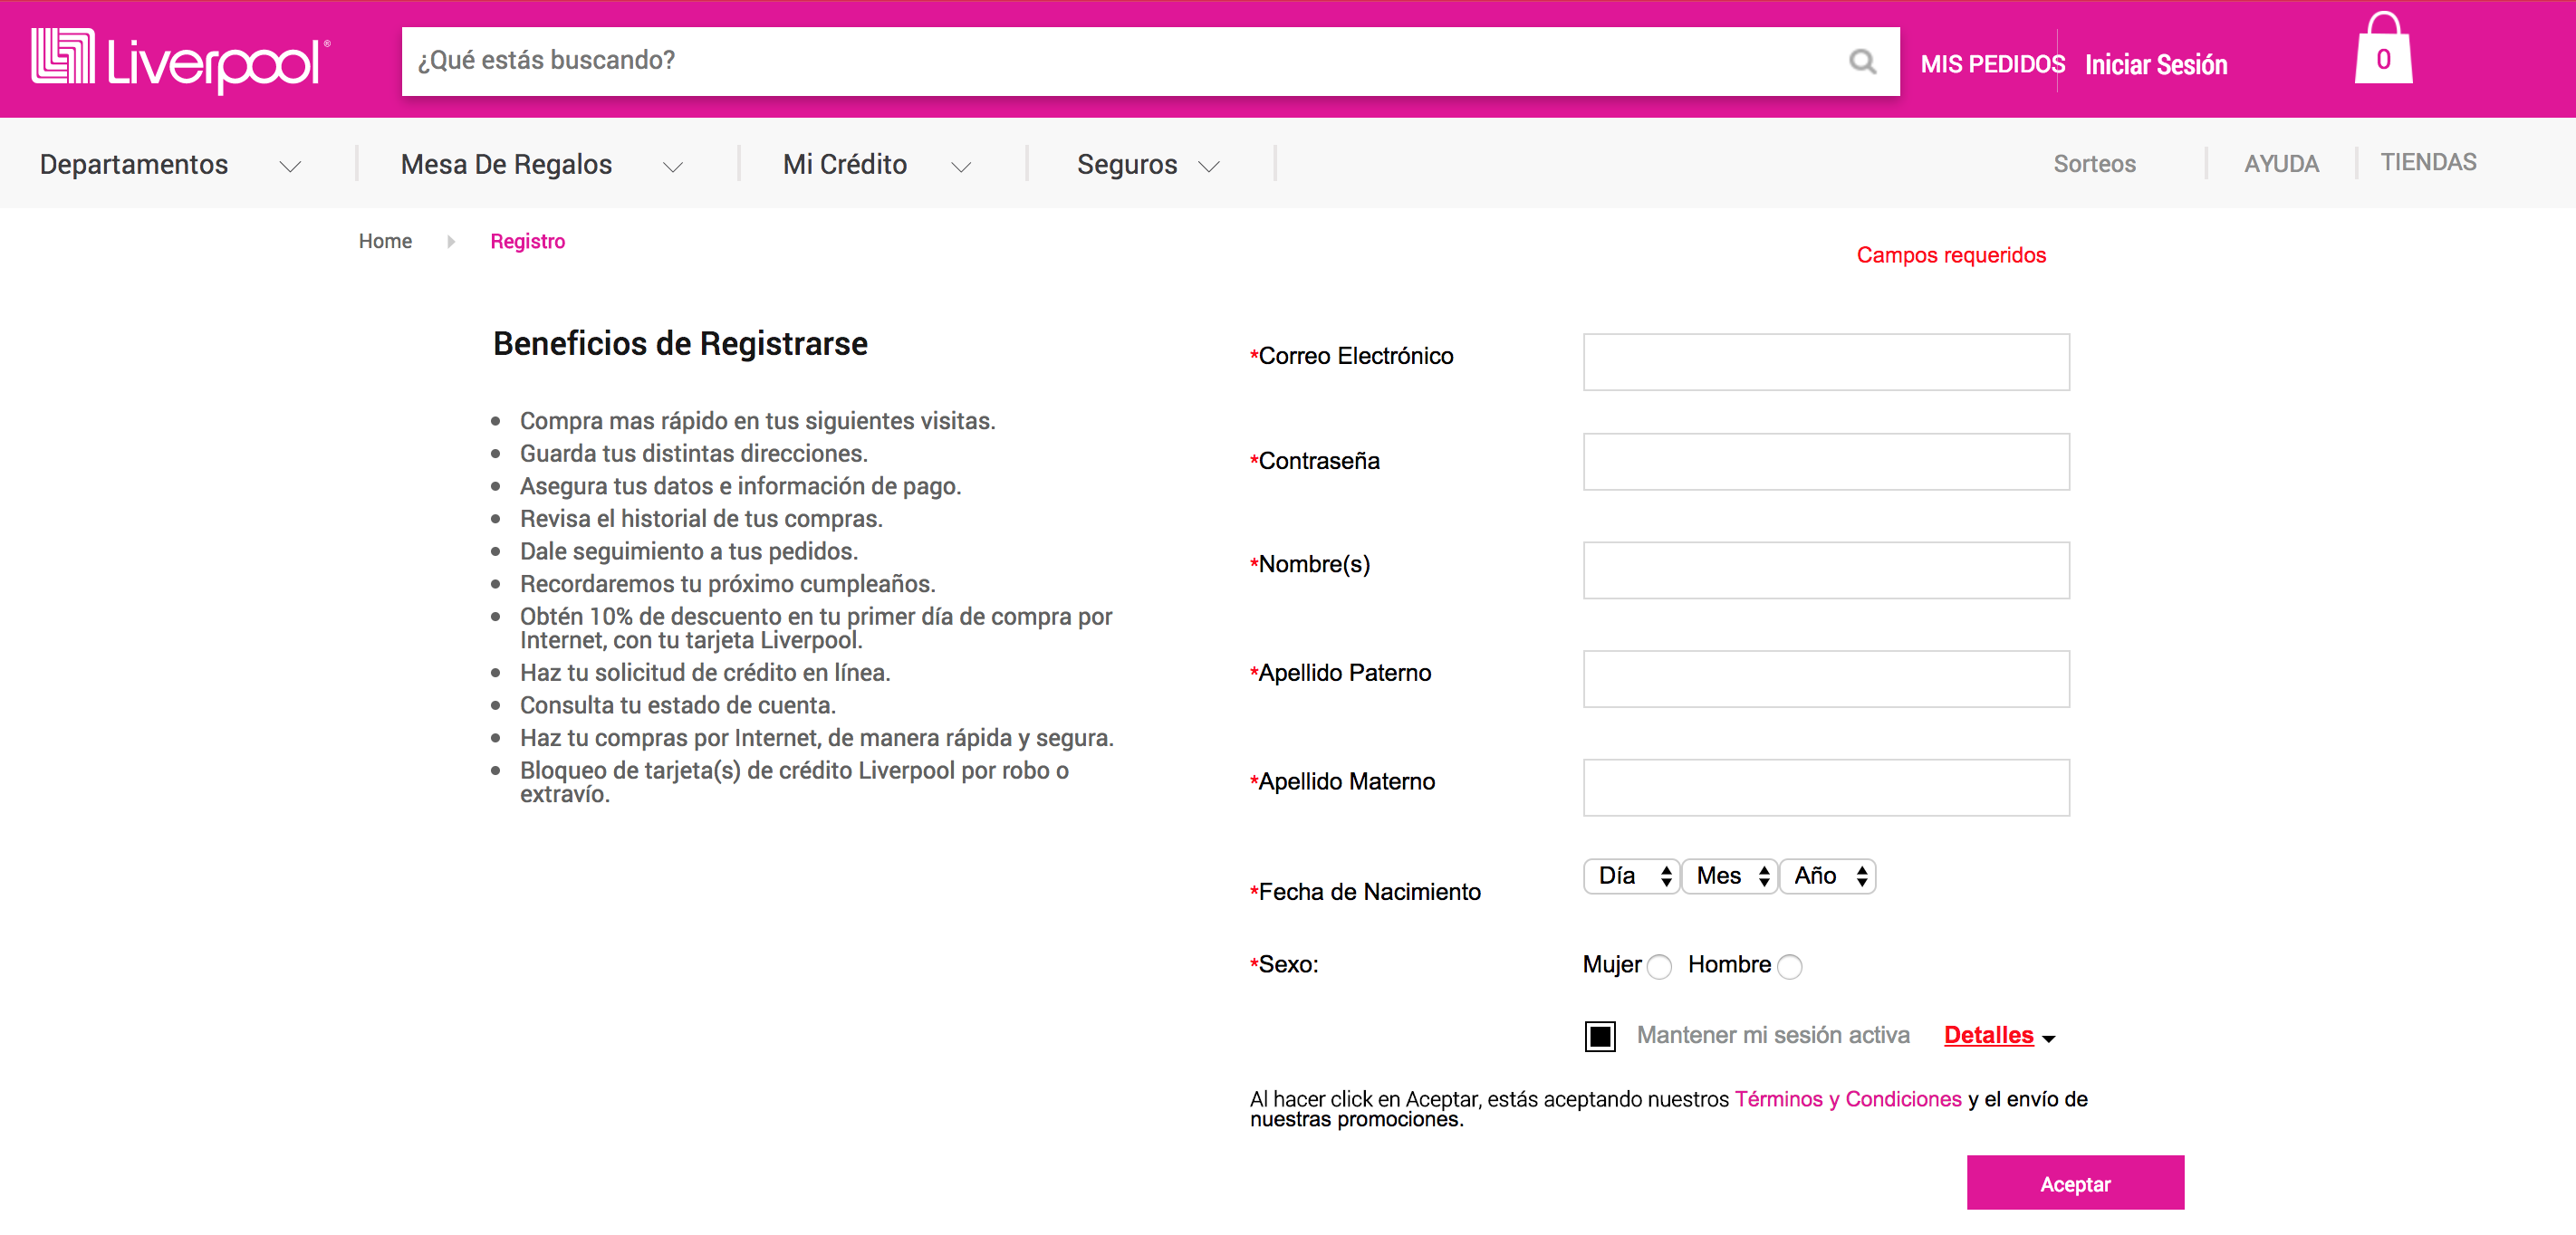 Liverpool®
¿Qué estás buscando?
MIS PEDIDOS
Iniciar Sesión
0
Departamentos
Mesa De Regalos
Mi Crédito
Seguros
Sorteos
AYUDA
TIENDAS
Home
Registro
Campos requeridos
Beneficios de Registrarse
Compra mas rápido en tus siguientes visitas.
Guarda tus distintas direcciones.
Asegura tus datos e información de pago.
Revisa el historial de tus compras.
Dale seguimiento a tus pedidos.
Recordaremos tu próximo cumpleaños.
Obtén 10% de descuento en tu primer día de compra por
Internet, con tu tarjeta Liverpool.
Haz tu solicitud de crédito en línea.
Consulta tu estado de cuenta.
Haz tu compras por Internet, de manera rápida y segura.
Bloqueo de tarjeta(s) de crédito Liverpool por robo o
extravío.
*Correo Electrónico
*Contraseña
*Nombre(s)
*Apellido Paterno
*Apellido Materno
*Fecha de Nacimiento
Día Mes Año
*Sexo:
Mujer Hombre
Mantener mi sesión activa Detalles
Al hacer click en Aceptar, estás aceptando nuestros Términos y Condiciones y el envío de
nuestras promociones.
Aceptar